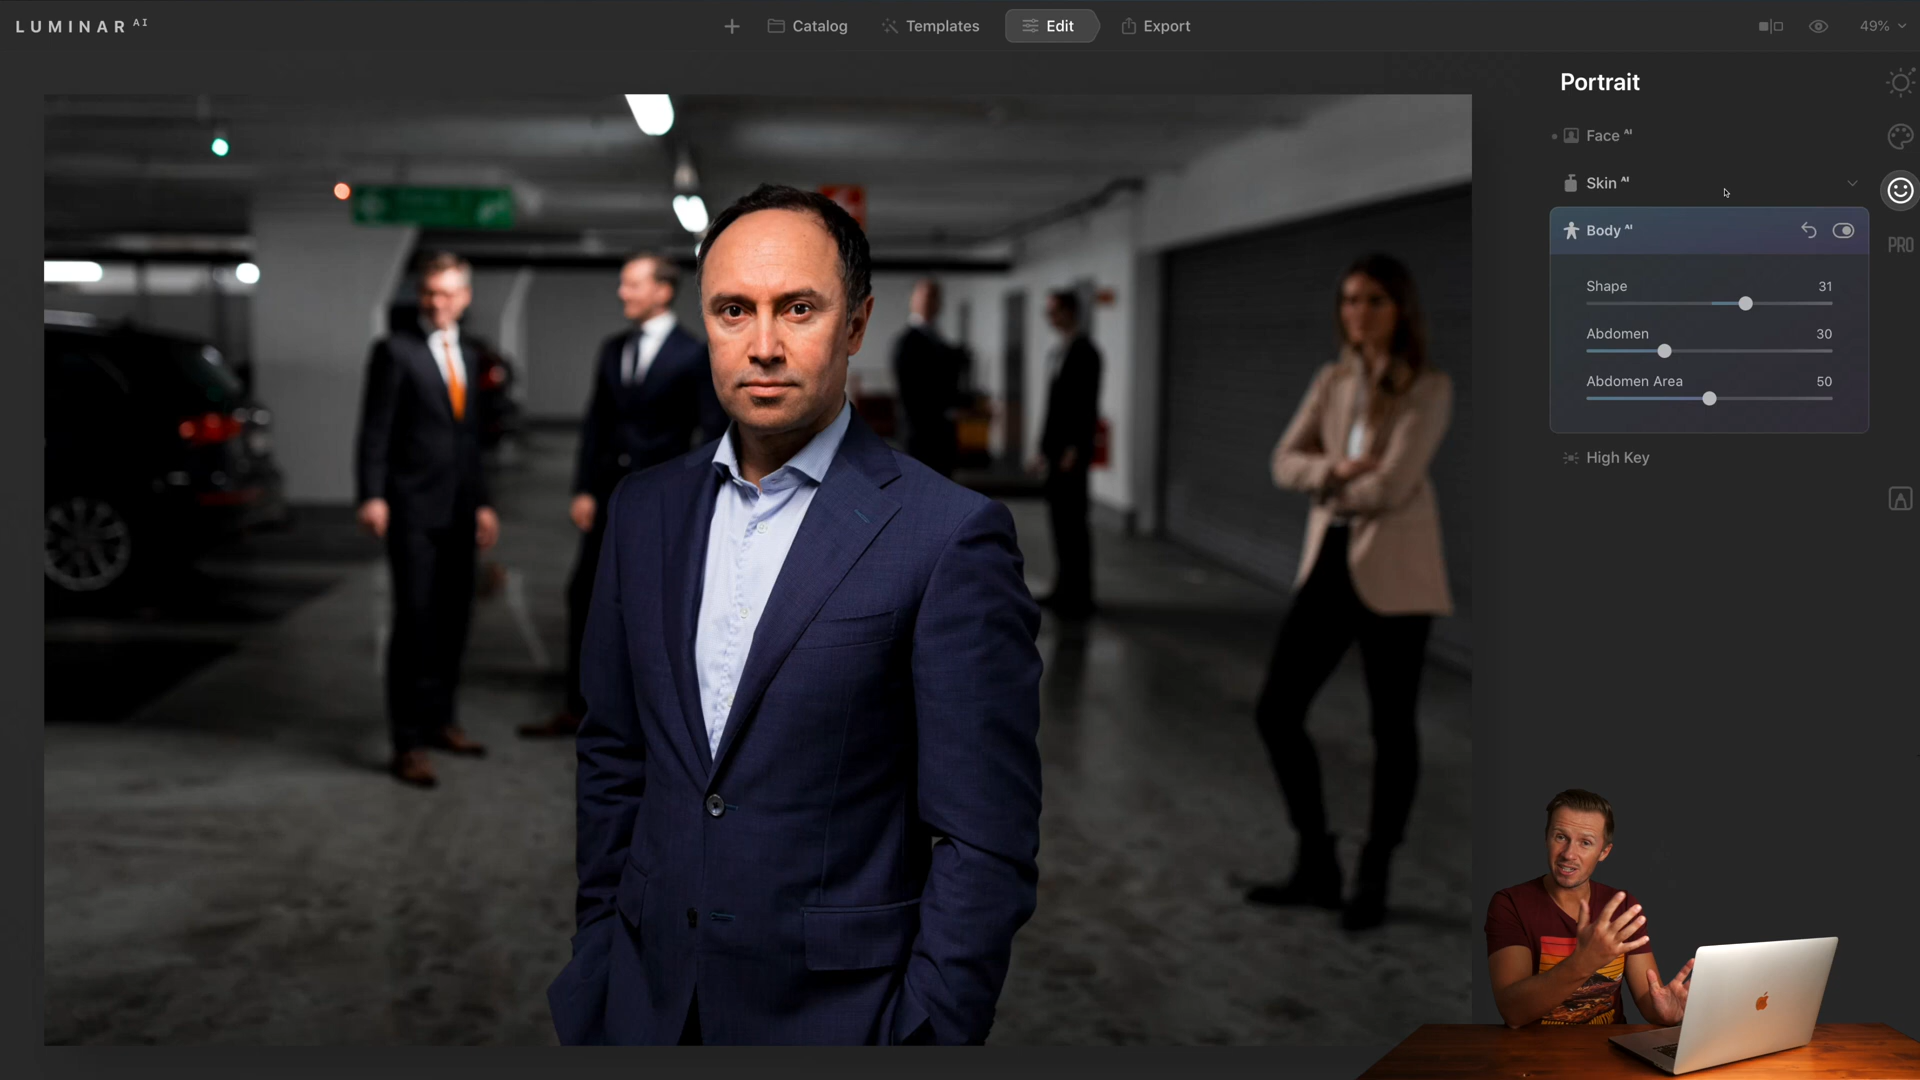 LUMINAR AI
Catalog
Templates
Edit
Export
49%
Portrait
Face AI
Skin AI
Body AI
PRO
Shape 31
Abdomen 30
Abdomen Area 50
High Key